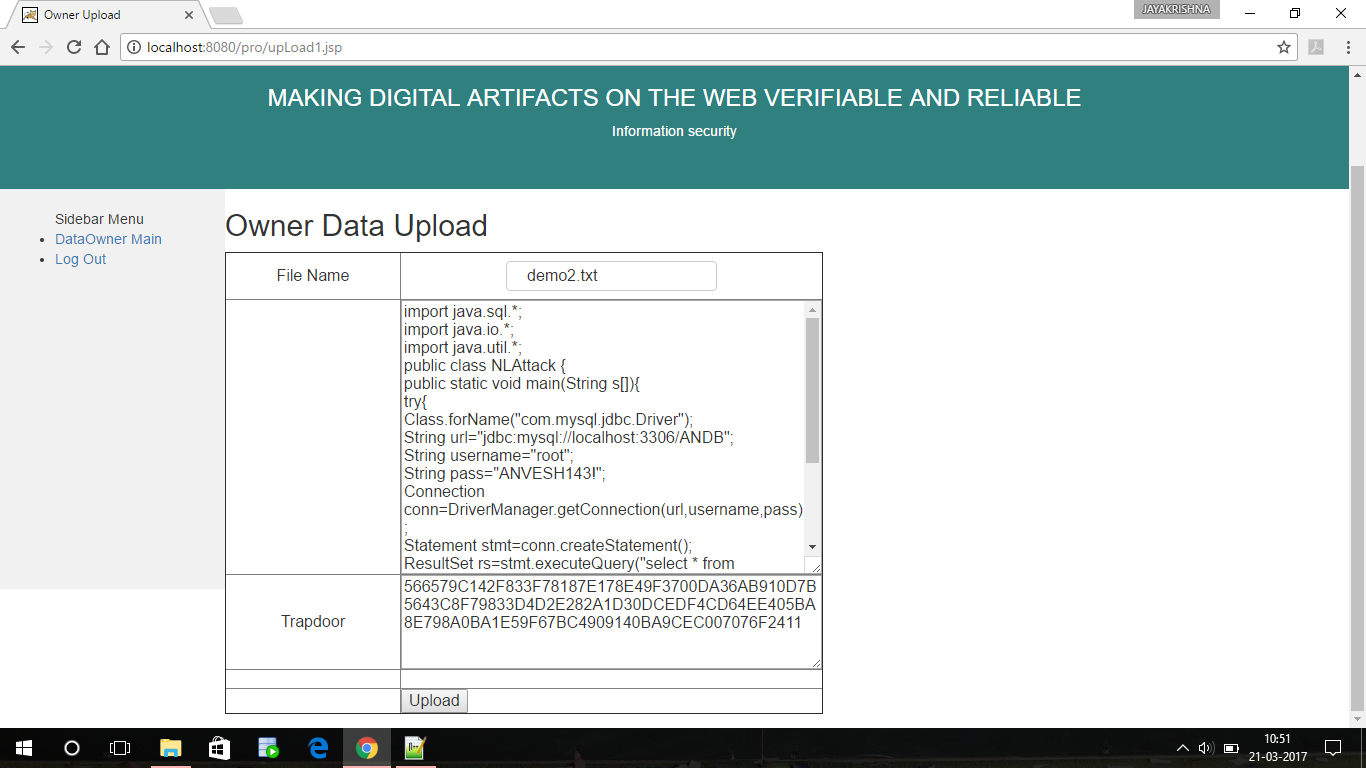 Owner Upload
JAYAKRISHNA
localhost:8080/pro/upLoad1.jsp
MAKING DIGITAL ARTIFACTS ON THE WEB VERIFIABLE AND RELIABLE
Information security
Sidebar Menu
DataOwner Main
Log Out
Owner Data Upload
File Name
demo2.txt
import java.sql.*;
import java.io.*;
import java.util.*;
public class NLAttack {
public static void main(String s[]){
try{
Class.forName("com.mysql.jdbc.Driver");
String url="jdbc:mysql://localhost:3306/ANDB";
String username="root";
String pass="ANVESH143!";
Connection
conn=DriverManager.getConnection(url,username,pass)
;
Statement stmt=conn.createStatement();
ResultSet rs=stmt.executeQuery("select * from
Trapdoor
566579C142F833F78187E178E49F3700DA36AB910D7B
5643C8F79833D4D2E282A1D30DCEDF4CD64EE405BA
8E798A0BA1E59F67BC4909140BA9CEC007076F2411
Upload
10:51
21-03-2017